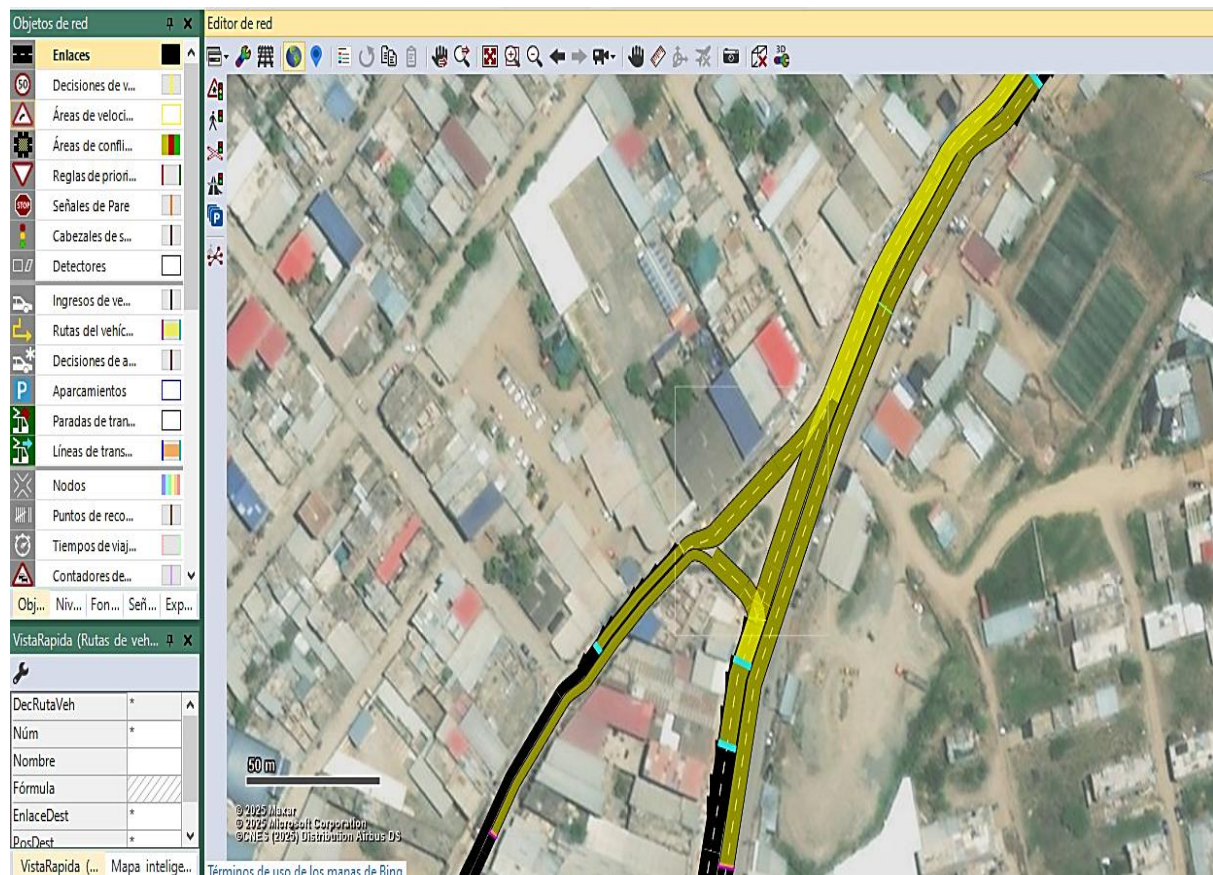 Objetos de red
Editor de red
Enlaces
50
Decisiones de v...
Áreas de veloci...
Áreas de confli...
Reglas de priori...
STOP
Señales de Pare
Cabezales de s...
Detectores
Ingresos de ve...
Rutas del vehíc...
Decisiones de a...
P
Aparcamientos
Paradas de tran...
Líneas de trans...
Nodos
Puntos de reco...
Tiempos de viaj...
Contadores de...
Obj... Niv... Fon... Señ... Exp...
VistaRapida (Rutas de veh...
DecRutaVeh *
Núm *
Nombre
Fórmula
EnlaceDest *
PosDest *
VistaRapida (... Mapa intelige...
3D
P
50 m
© 2025 Maxar
© 2025 Microsoft Corporation
©CNES (2025) Distribution Airbus DS
Términos de uso de los mapas de Bing